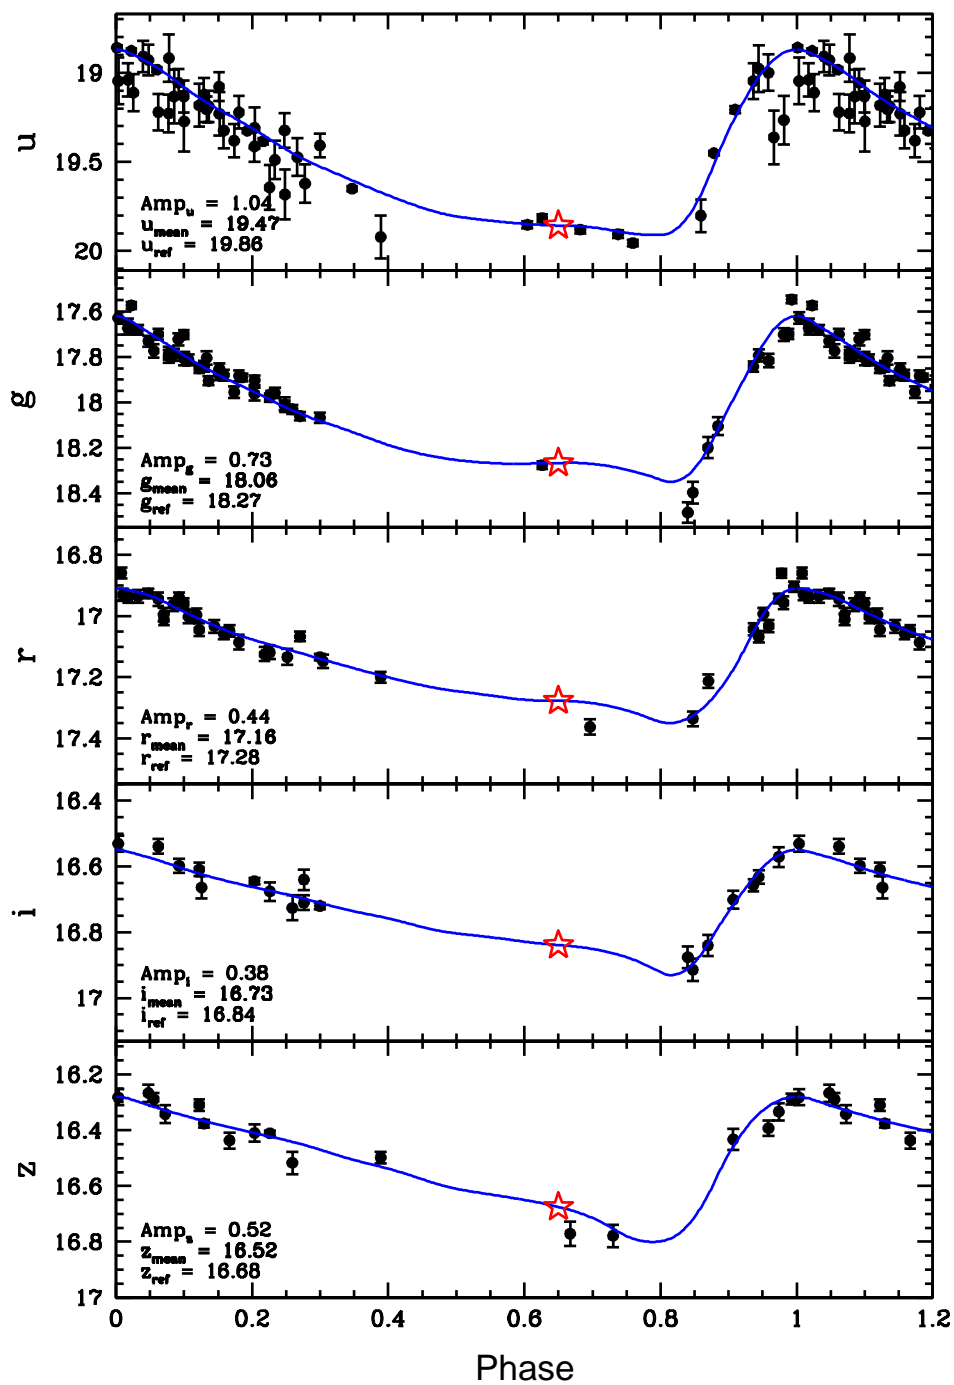 19
19.5
20
u
Amp_u = 1.04
u_mean = 19.47
u_ref = 19.86
17.6
17.8
18
18.2
18.4
g
Amp_g = 0.73
g_mean = 18.06
g_ref = 18.27
16.8
17
17.2
17.4
r
Amp_r = 0.44
r_mean = 17.16
r_ref = 17.28
16.4
16.6
16.8
17
i
Amp_i = 0.38
i_mean = 16.73
i_ref = 16.84
16.2
16.4
16.6
16.8
17
z
Amp_z = 0.52
z_mean = 16.52
z_ref = 16.68
0 0.2 0.4 0.6 0.8 1 1.2
Phase